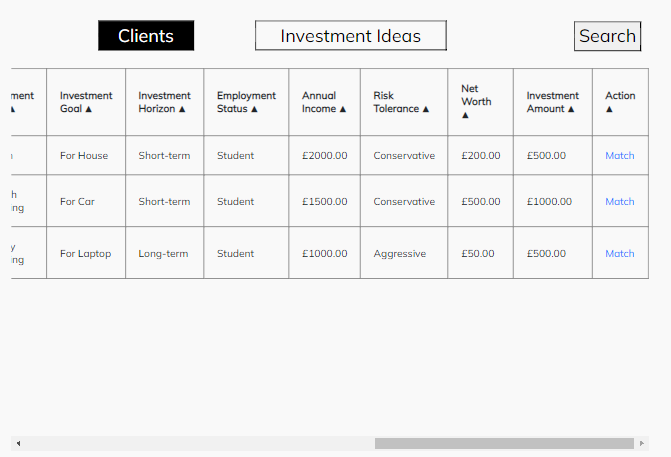 Clients Investment Ideas Search
ment Investment Goal ▲ Investment Horizon ▲ Employment Status ▲ Annual Income ▲ Risk Tolerance ▲ Net Worth ▲ Investment Amount ▲ Action ▲
For House Short-term Student £2000.00 Conservative £200.00 £500.00 Match
For Car Short-term Student £1500.00 Conservative £500.00 £1000.00 Match
ng
For Laptop Long-term Student £1000.00 Aggressive £50.00 £500.00 Match
ng